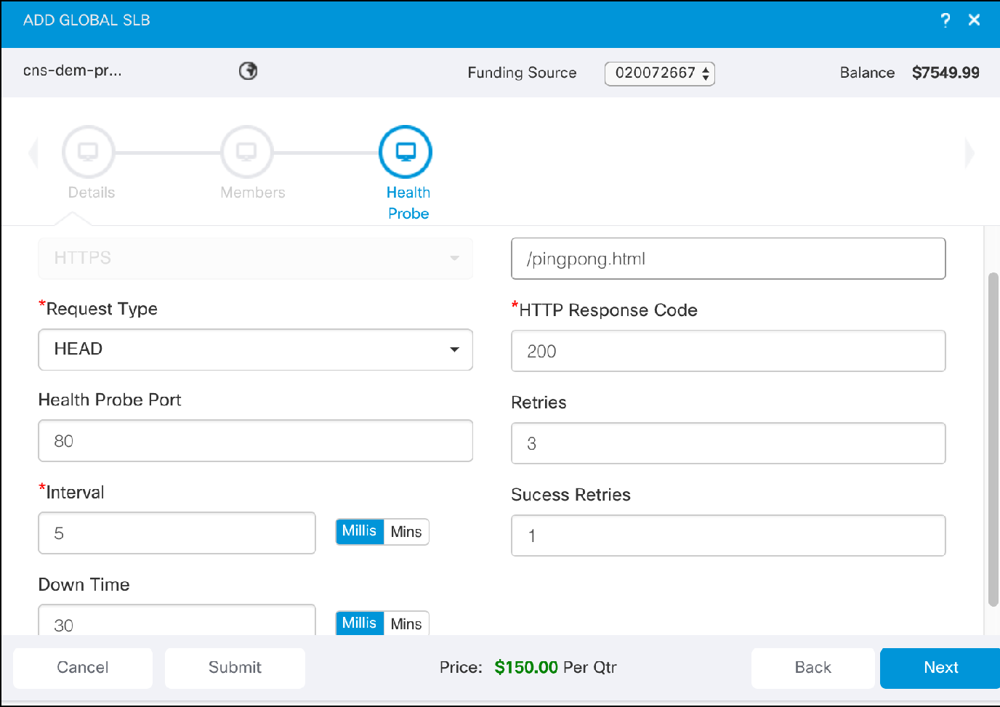 ADD GLOBAL SLB ? ×
cns-dem-pr... Funding Source 020072667 Balance $7549.99
Details Members Health
Probe
HTTPS /pingpong.html
*Request Type *HTTP Response Code
HEAD 200
Health Probe Port Retries
80 3
*Interval Sucess Retries
5 Millis Mins 1
Down Time
30 Millis Mins
Cancel Submit Price: $150.00 Per Qtr Back Next